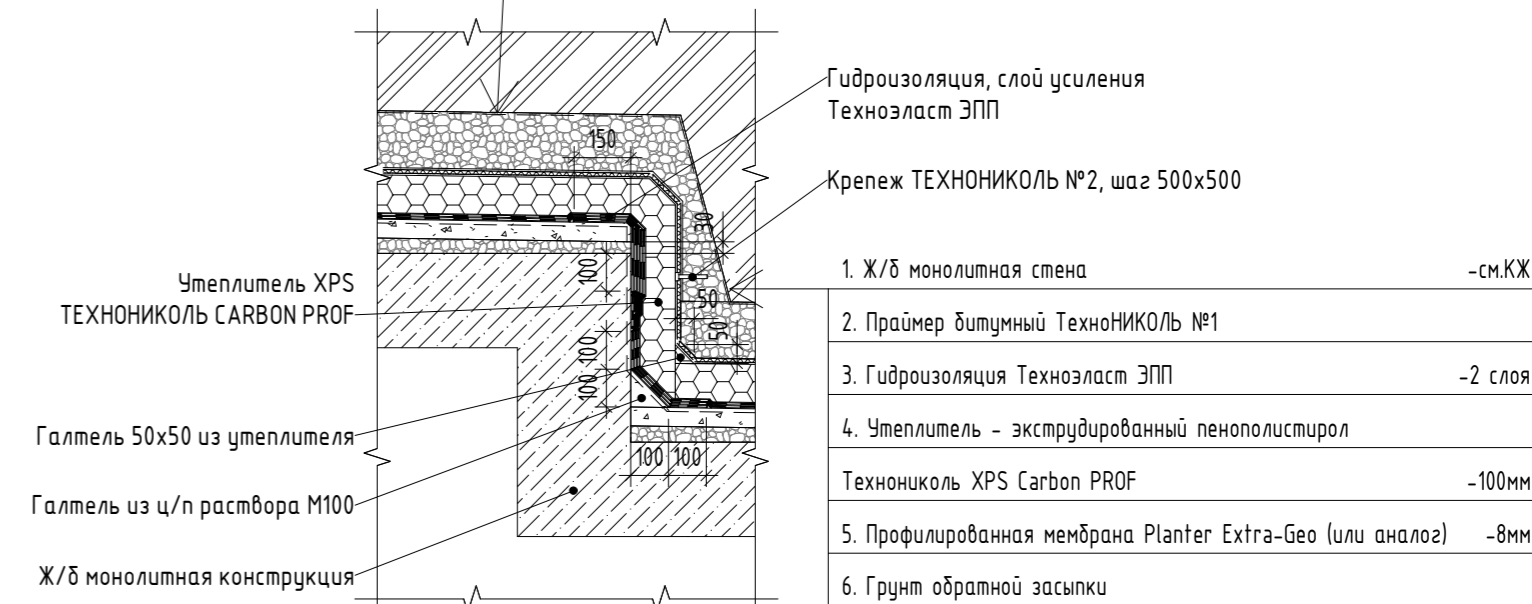 Гидроизоляция, слой усиления
Техноэласт ЭПП
Крепеж ТЕХНОНИКОЛЬ №2, шаг 500х500
Утеплитель XPS
ТЕХНОНИКОЛЬ CARBON PROF
Галтель 50х50 из утеплителя
Галтель из ц/п раствора М100
Ж/б монолитная конструкция
150
30
100
50
50
100
100
100
100
1. Ж/б монолитная стена -см.КЖ
2. Праймер битумный ТехноНИКОЛЬ №1
3. Гидроизоляция Техноэласт ЭПП -2 слоя
4. Утеплитель - экструдированный пенополистирол
Технониколь XPS Carbon PROF -100мм
5. Профилированная мембрана Planter Extra-Geo (или аналог) -8мм
6. Грунт обратной засыпки